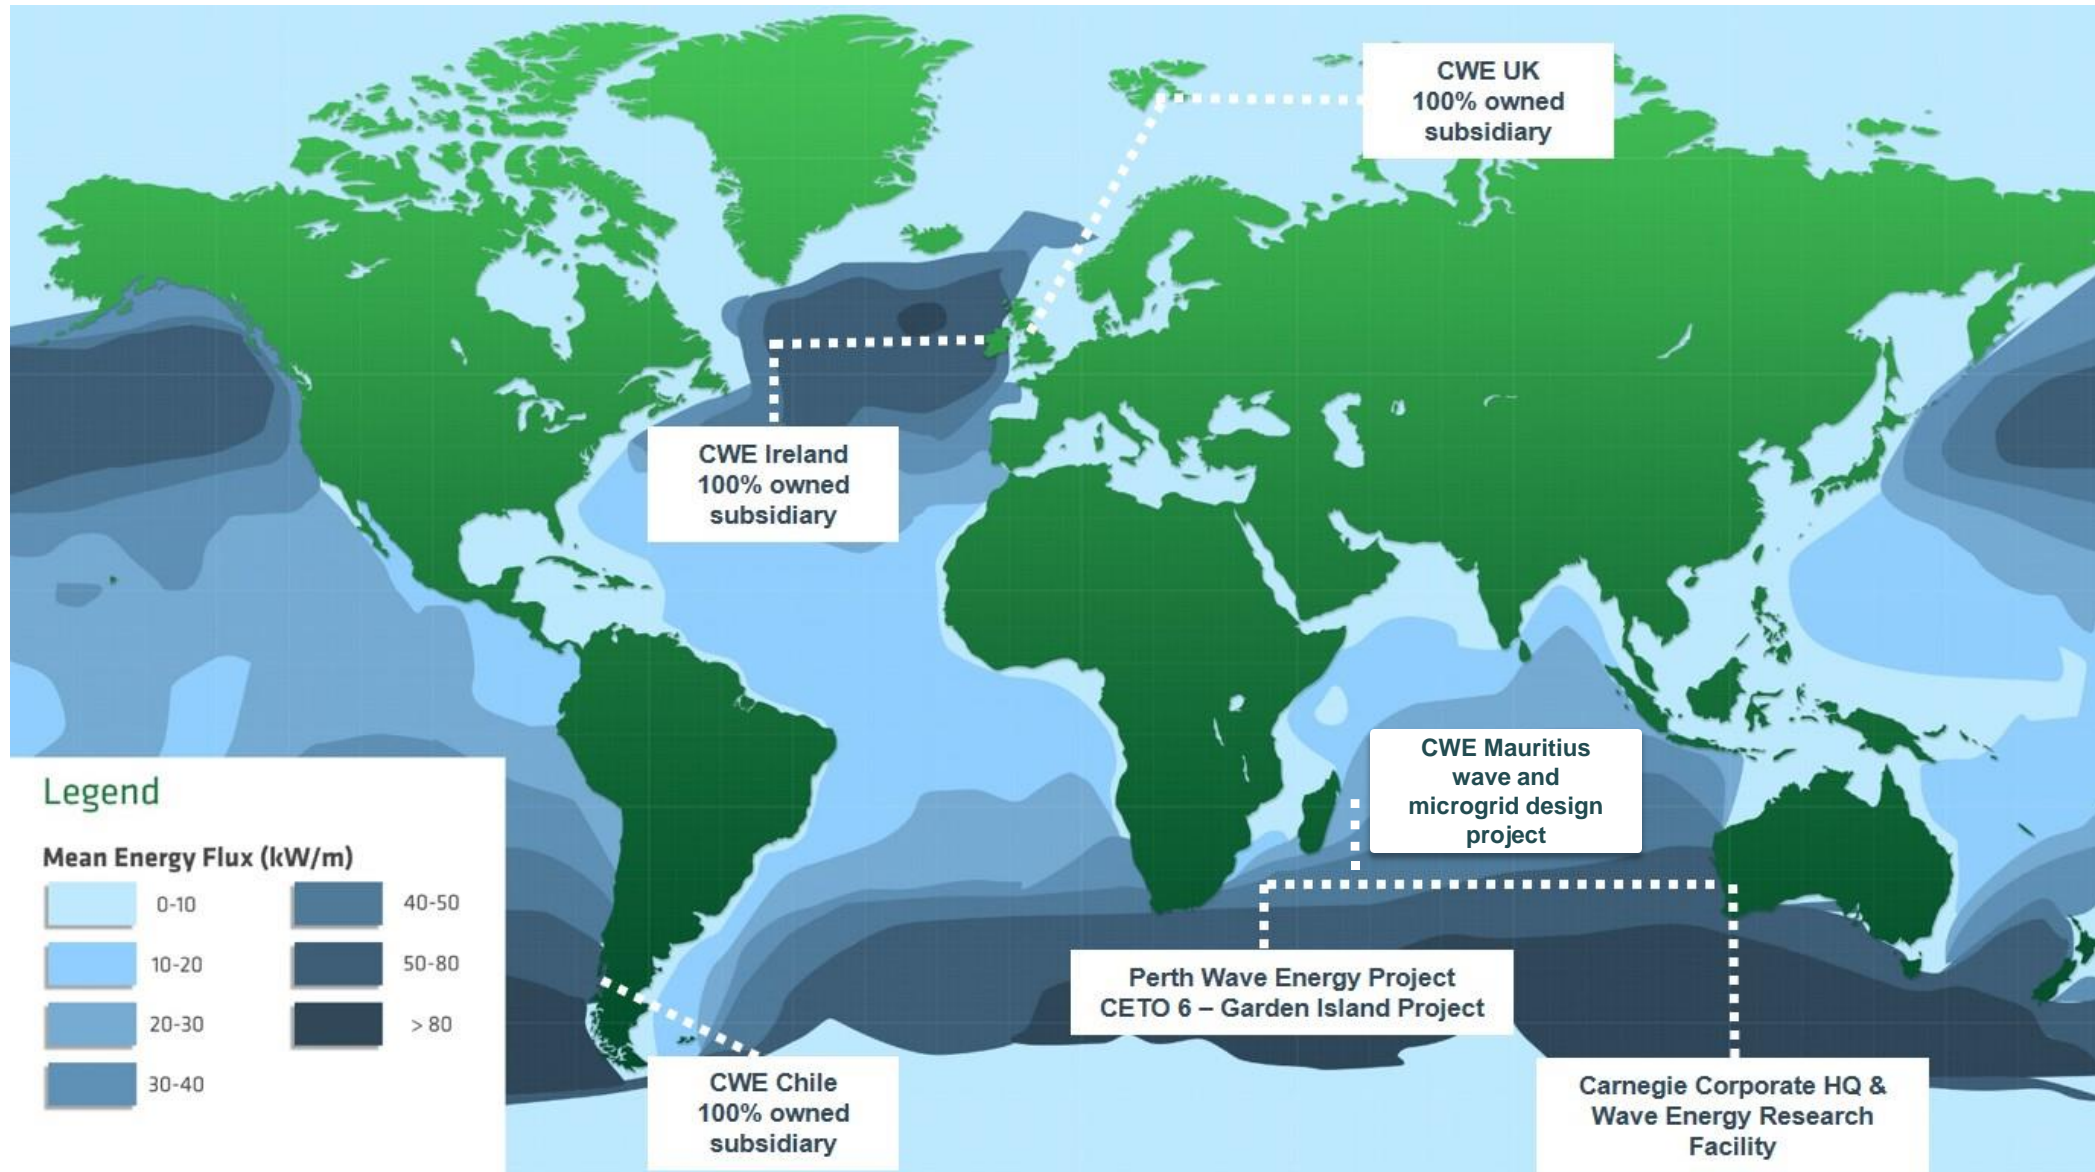 CWE UK
100% owned
subsidiary
CWE Ireland
100% owned
subsidiary
CWE Mauritius
wave and
microgrid design
project
Legend
Mean Energy Flux (kW/m)
0-10
10-20
20-30
30-40
40-50
50-80
> 80
Perth Wave Energy Project
CETO 6 – Garden Island Project
CWE Chile
100% owned
subsidiary
Carnegie Corporate HQ &
Wave Energy Research
Facility